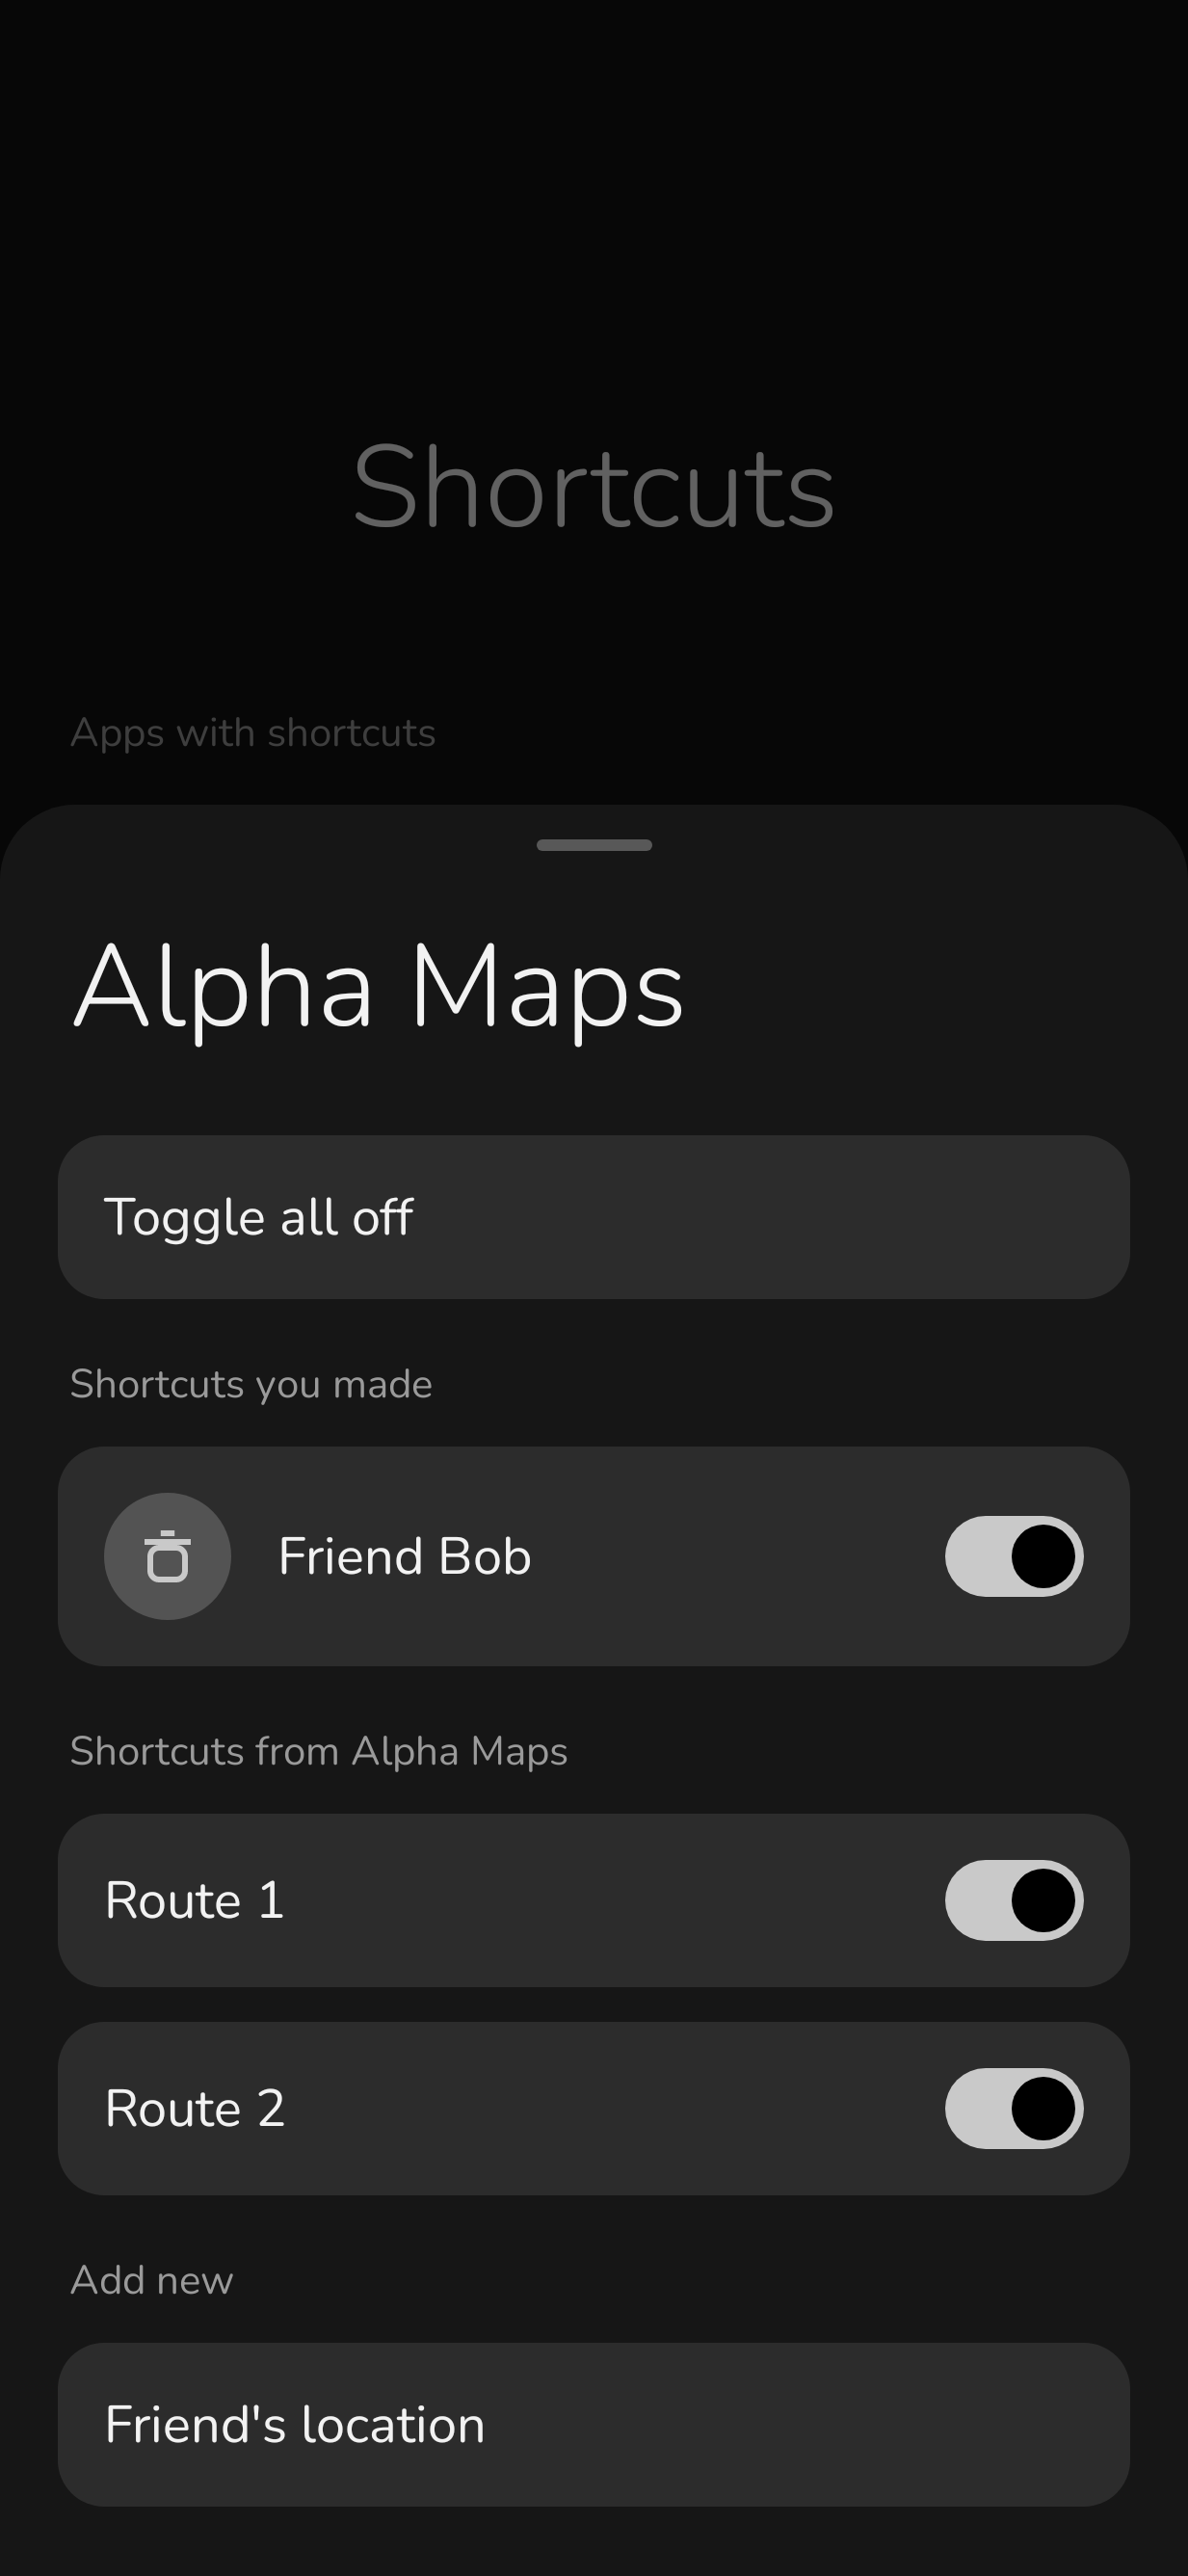 Shortcuts
Apps with shortcuts
Alpha Maps
Toggle all off
Shortcuts you made
Friend Bob
Shortcuts from Alpha Maps
Route 1
Route 2
Add new
Friend's location